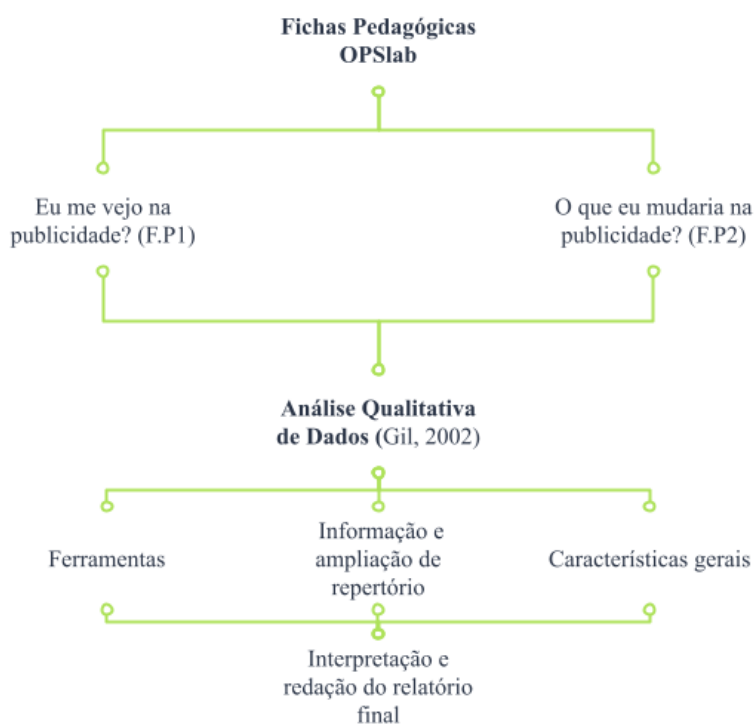 Fichas Pedagógicas
OPSlab
Eu me vejo na
publicidade? (F.P1)
O que eu mudaria na
publicidade? (F.P2)
Análise Qualitativa
de Dados (Gil, 2002)
Ferramentas
Informação e
ampliação de
repertório
Características gerais
Interpretação e
redação do relatório
final